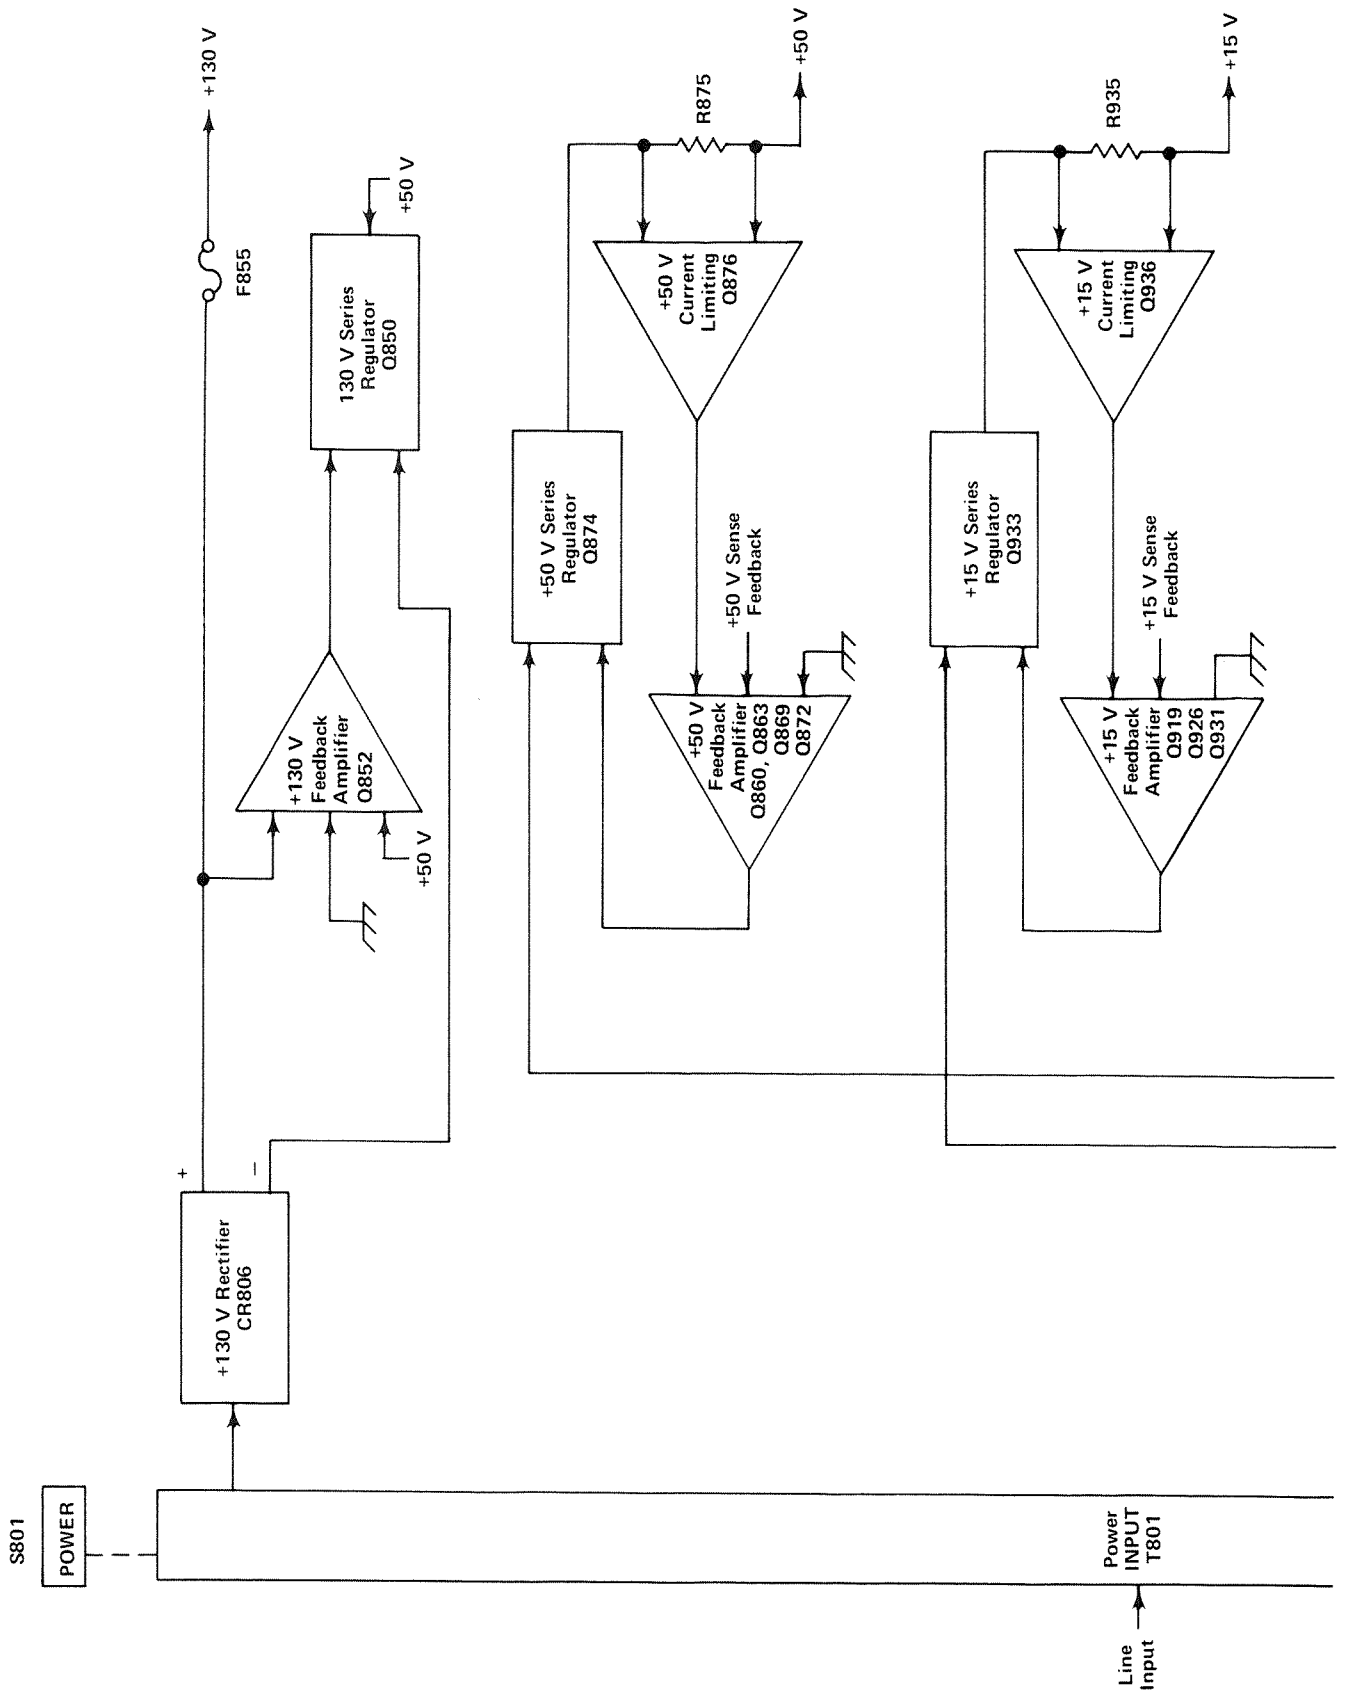 S801
POWER
Line
Input
Power
INPUT
T801
+130 V Rectifier
CR806
+
−
+130 V
Feedback
Amplifier
Q852
+50 V
130 V Series
Regulator
Q850
+50 V
F855
+130 V
+50 V Series
Regulator
Q874
+50 V
Feedback
Amplifier
Q860, Q863
Q869
Q872
+50 V Sense
Feedback
+50 V
Current
Limiting
Q876
R875
+50 V
+15 V Series
Regulator
Q933
+15 V
Feedback
Amplifier
Q919
Q926
Q931
+15 V Sense
Feedback
+15 V
Current
Limiting
Q936
R935
+15 V